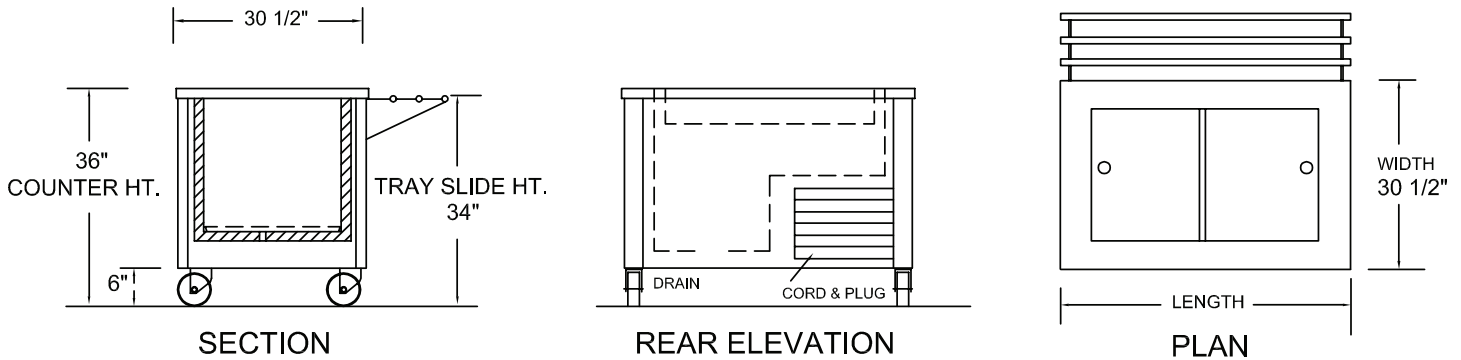 30 1/2"
36"
COUNTER HT.
TRAY SLIDE HT.
34"
6"
SECTION
DRAIN
CORD & PLUG
REAR ELEVATION
WIDTH
30 1/2"
LENGTH
PLAN